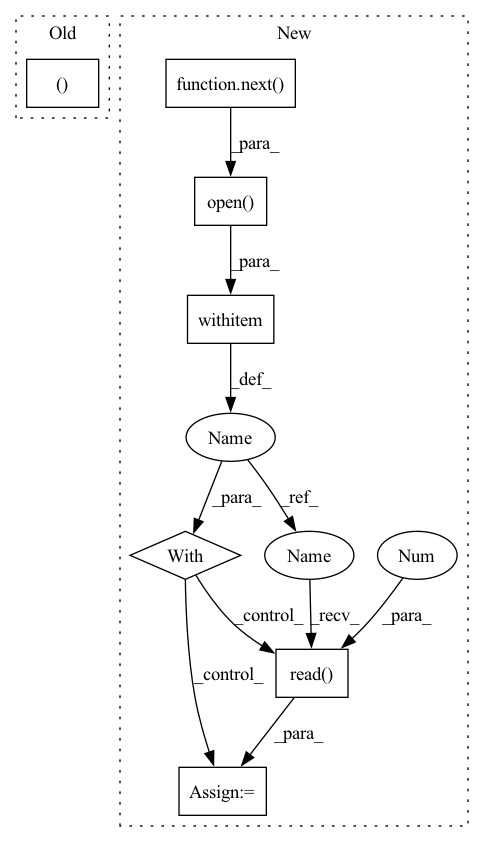 Old
New
()
function.next()
_para_
open()
_para_
withitem
_def_
Name
_para_
_ref_
With
Name
Num
_control_
_recv_
_para_
_control_
read()
_para_
Assign:=